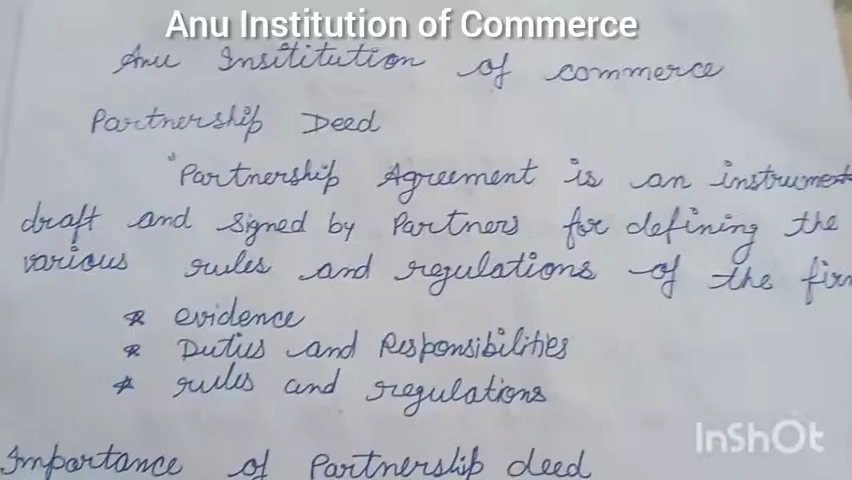 Anu Institution of Commerce
Anu Insititution of commerce
Partnership Deed
"Partnership Agreement is an instrument
draft and signed by Partners for defining the
various rules and regulations of the firm
* evidence
* Duties and Responsibilities
* rules and regulations
Importance of Partnership deed
InShOt